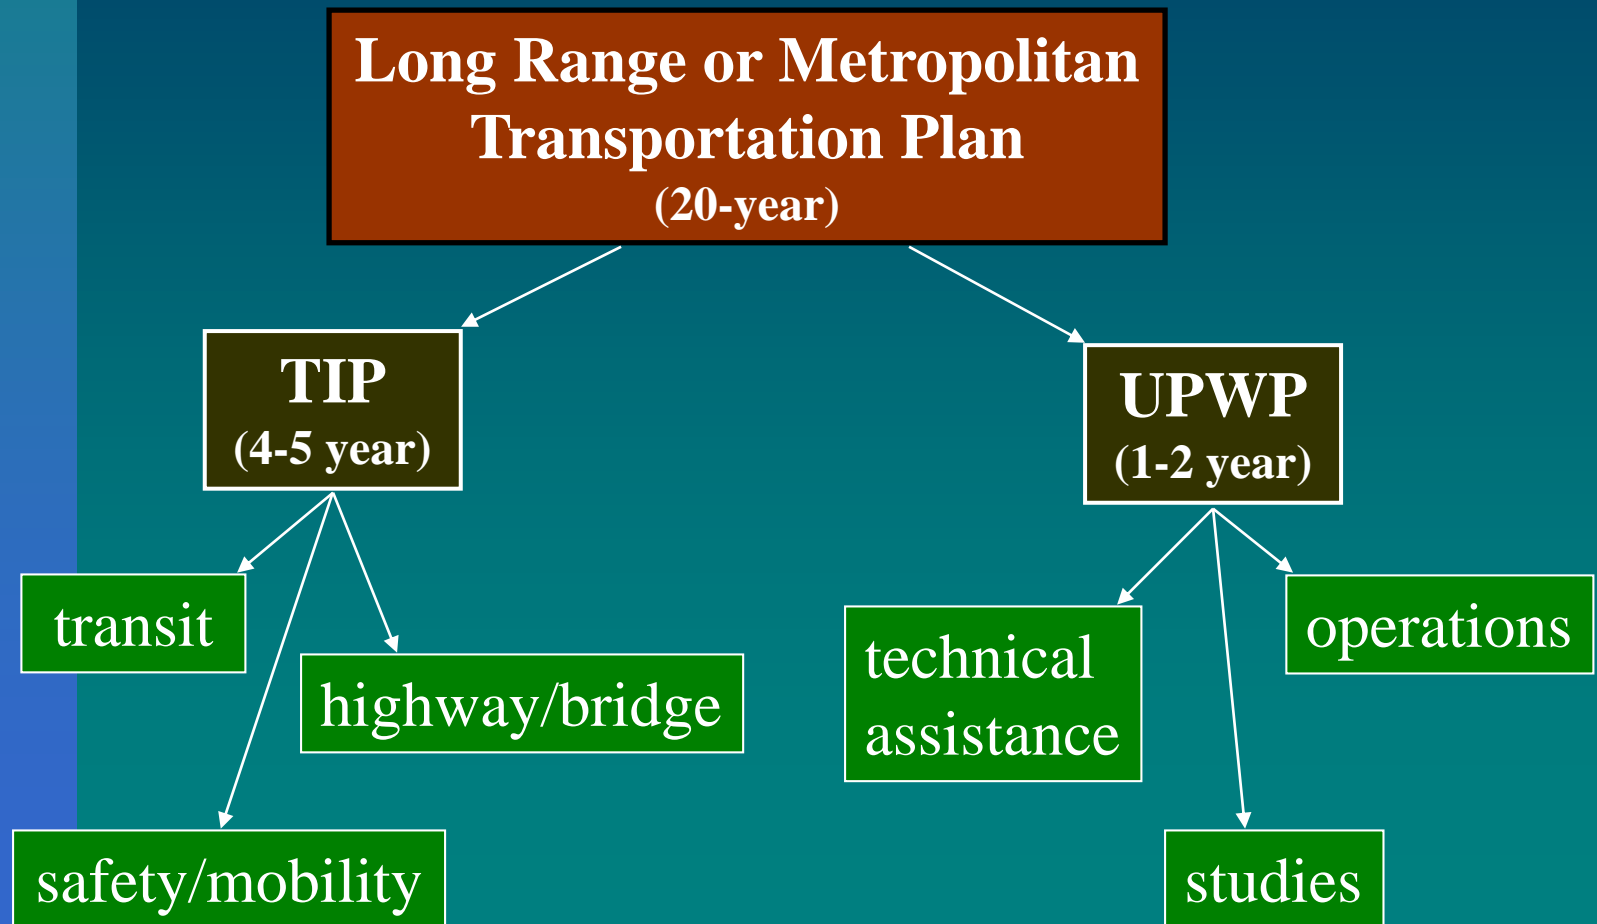 Long Range or Metropolitan
Transportation Plan
(20-year)
TIP
(4-5 year)
UPWP
(1-2 year)
transit
highway/bridge
safety/mobility
technical
assistance
operations
studies